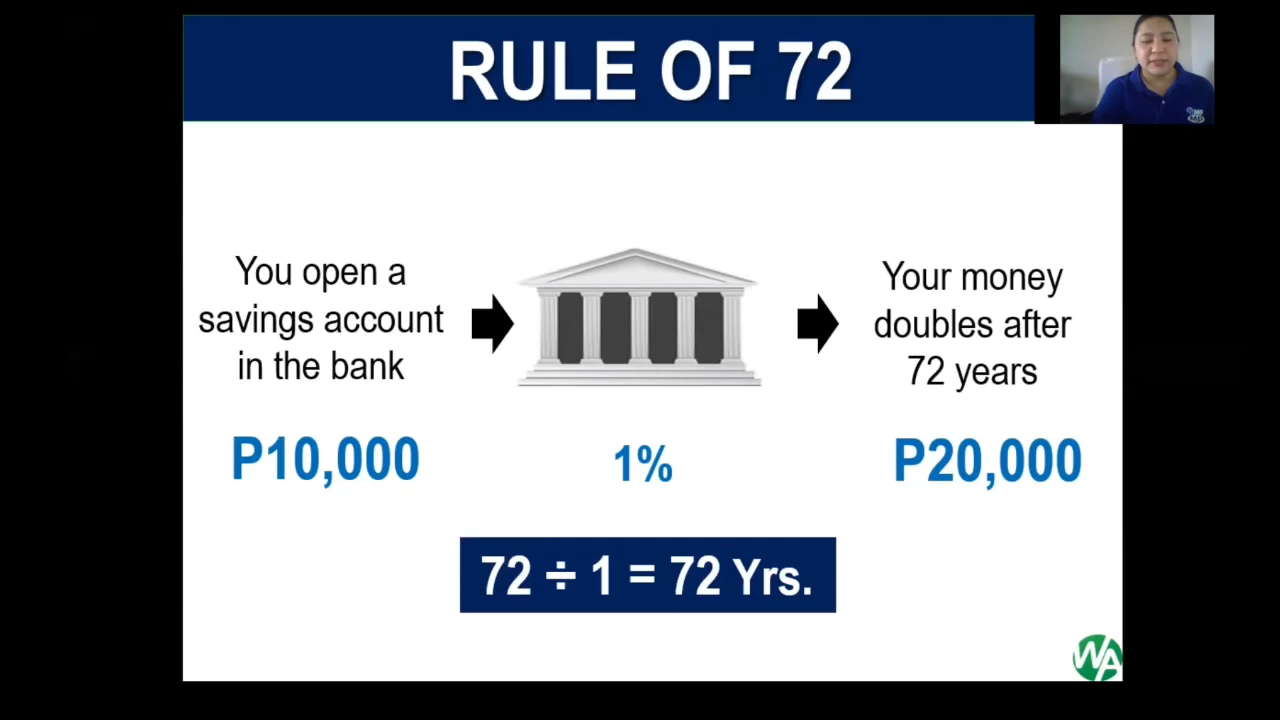 RULE OF 72
You open a
savings account
in the bank
P10,000
1%
Your money
doubles after
72 years
P20,000
72 ÷ 1 = 72 Yrs.
WA